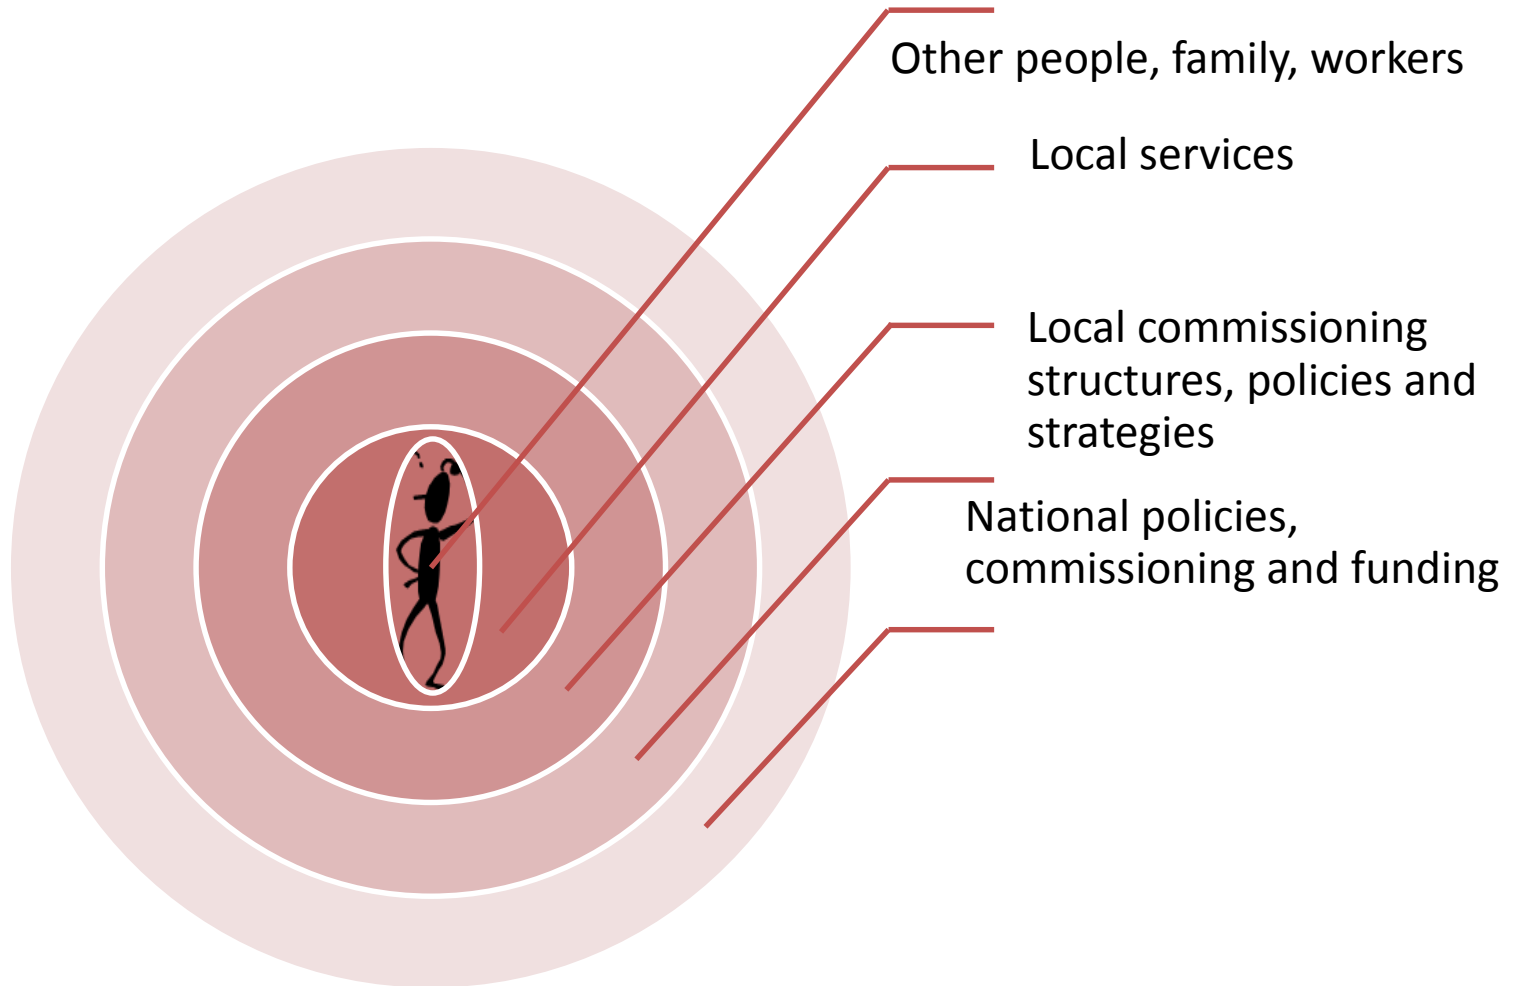 Other people, family, workers
Local services
Local commissioning
structures, policies and
strategies
National policies,
commissioning and funding